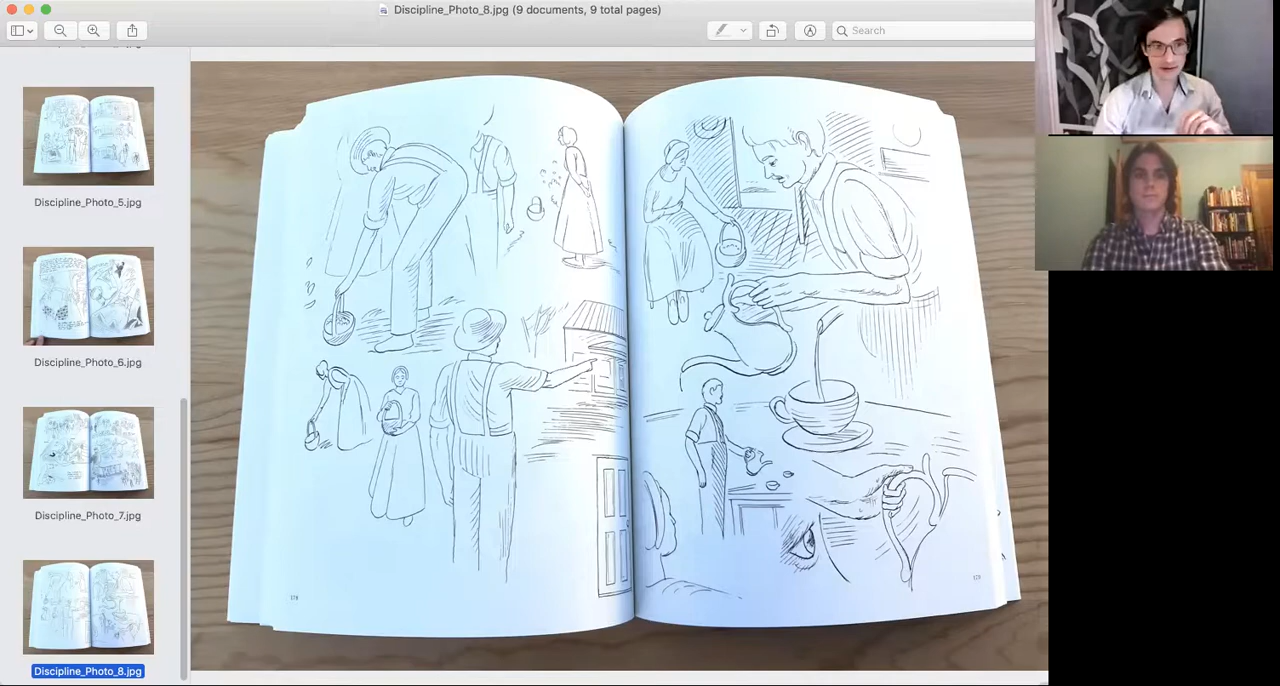 Discipline_Photo_8.jpg (9 documents, 9 total pages)
Search
Discipline_Photo_5.jpg
Discipline_Photo_6.jpg
Discipline_Photo_7.jpg
Discipline_Photo_8.jpg